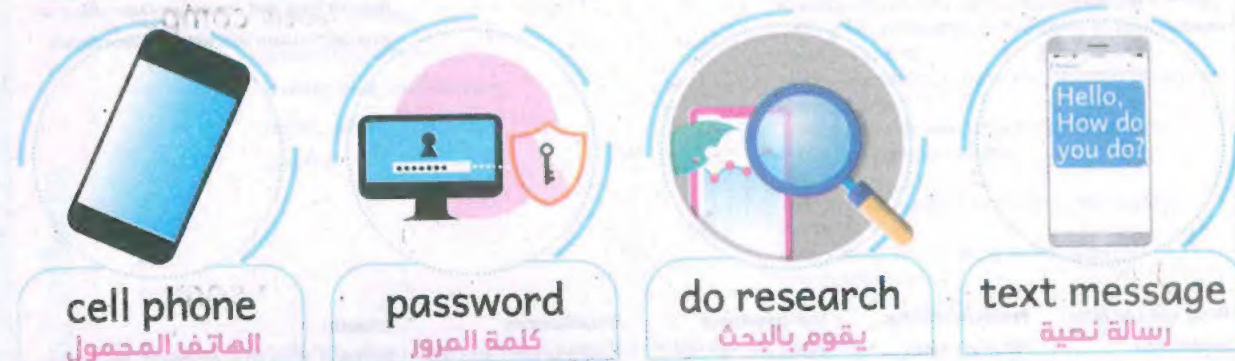 Hello,
How do
you do?
cell phone
الهاتف المحمول
password
كلمة المرور
do research
يقوم بالبحث
text message
رسالة نصية